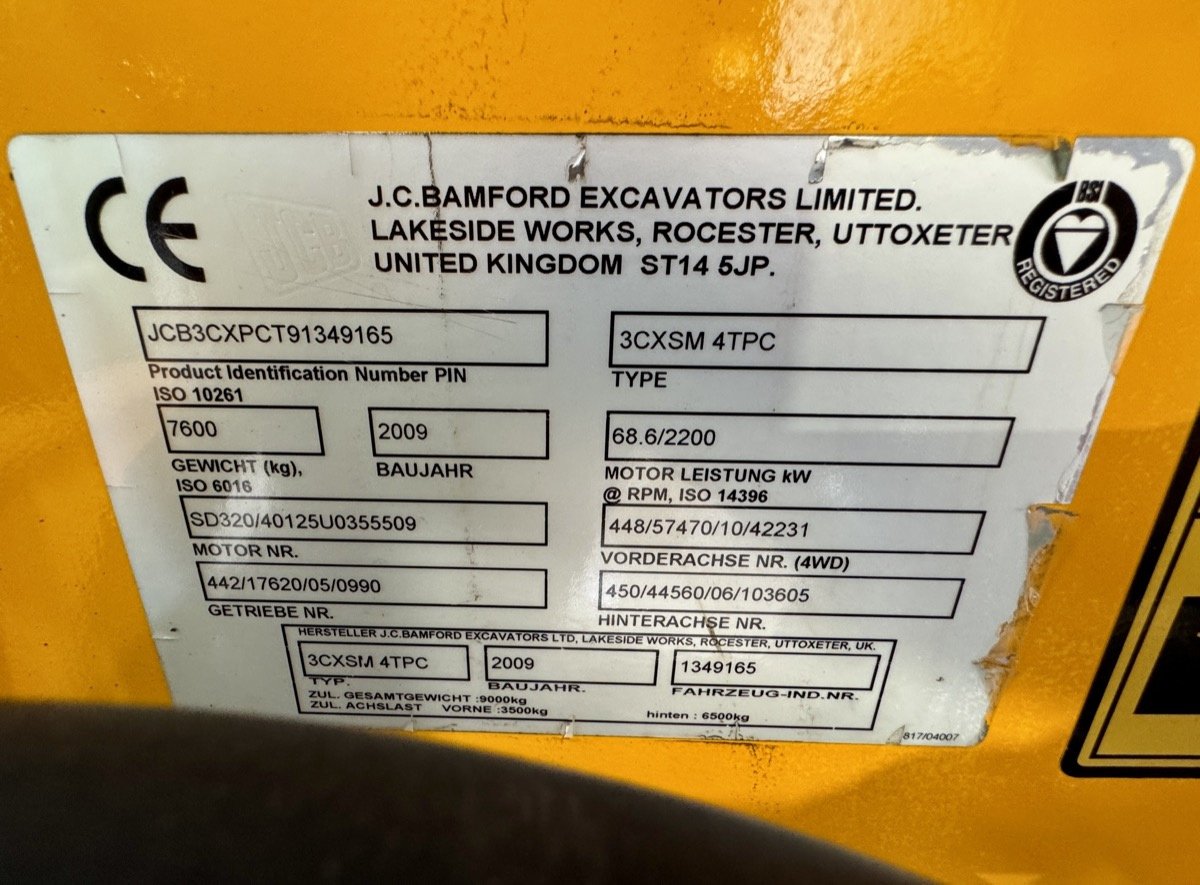 CE
J.C.BAMFORD EXCAVATORS LIMITED.
LAKESIDE WORKS, ROCESTER, UTTOXETER
UNITED KINGDOM ST14 5JP.
BSI
REGISTERED
JCB
JCB3CXPCT91349165
3CXSM 4TPC
Product Identification Number PIN
ISO 10261
TYPE
7600
2009
68.6/2200
GEWICHT (kg),
ISO 6016
BAUJAHR
MOTOR LEISTUNG kW
@ RPM, ISO 14396
SD320/40125U0355509
448/57470/10/42231
MOTOR NR.
VORDERACHSE NR. (4WD)
442/17620/05/0990
450/44560/06/103605
GETRIEBE NR.
HINTERACHSE NR.
HERSTELLER J.C.BAMFORD EXCAVATORS LTD, LAKESIDE WORKS, ROCESTER, UTTOXETER, UK.
3CXSM 4TPC
2009
1349165
TYP.
BAUJAHR.
FAHRZEUG-IND.NR.
ZUL. GESAMTGEWICHT :9000kg
ZUL. ACHSLAST VORNE :3500kg hinten : 6500kg
817/04007